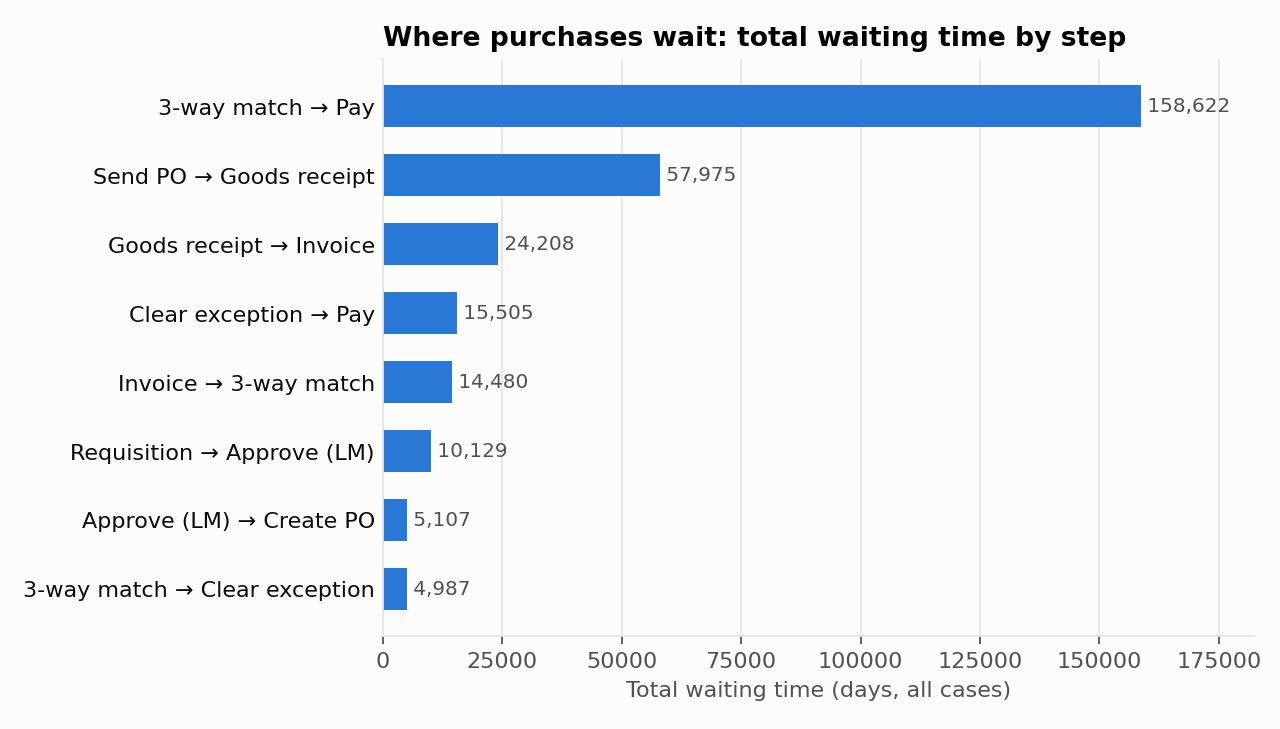 Where purchases wait: total waiting time by step
3-way match → Pay
158,622
Send PO → Goods receipt
57,975
Goods receipt → Invoice
24,208
Clear exception → Pay
15,505
Invoice → 3-way match
14,480
Requisition → Approve (LM)
10,129
Approve (LM) → Create PO
5,107
3-way match → Clear exception
4,987
0 25000 50000 75000 100000 125000 150000 175000
Total waiting time (days, all cases)